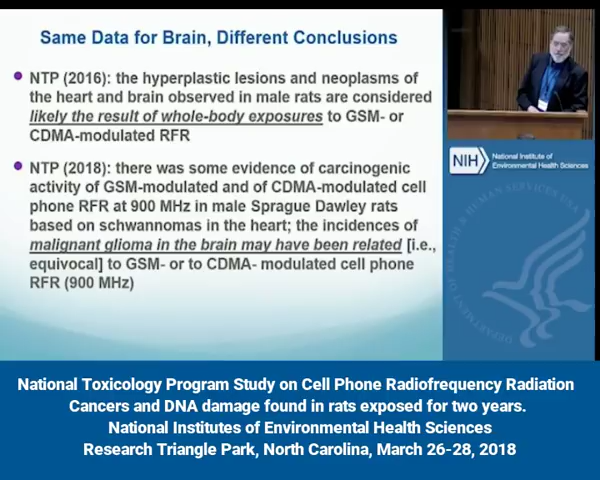 Same Data for Brain, Different Conclusions
NTP (2016): the hyperplastic lesions and neoplasms of
the heart and brain observed in male rats are considered
likely the result of whole-body exposures to GSM- or
CDMA-modulated RFR
NTP (2018): there was some evidence of carcinogenic
activity of GSM-modulated and of CDMA-modulated cell
phone RFR at 900 MHz in male Sprague Dawley rats
based on schwannomas in the heart; the incidences of
malignant glioma in the brain may have been related [i.e.,
equivocal] to GSM- or to CDMA- modulated cell phone
RFR (900 MHz)
NIH
National Institute of
Environmental Health Sciences
DEPARTMENT OF HEALTH & HUMAN SERVICES USA
National Toxicology Program Study on Cell Phone Radiofrequency Radiation
Cancers and DNA damage found in rats exposed for two years.
National Institutes of Environmental Health Sciences
Research Triangle Park, North Carolina, March 26-28, 2018